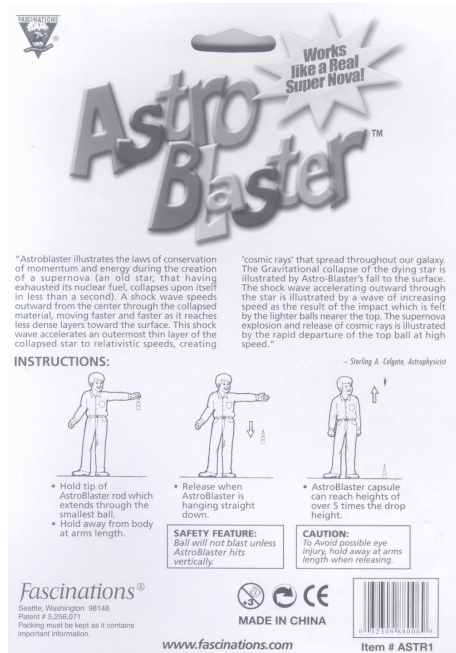 FASCINATIONS
®
Works
like a Real
Super Nova!
Astro
Blaster™
“Astroblaster illustrates the laws of conservation
of momentum and energy during the creation
of a supernova (an old star, that having
exhausted its nuclear fuel, collapses upon itself
in less than a second). A shock wave speeds
outward from the center through the collapsed
material, moving faster and faster as it reaches
less dense layers toward the surface. This shock
wave accelerates an outermost thin layer of the
collapsed star to relativistic speeds, creating
‘cosmic rays’ that spread throughout our galaxy.
The Gravitational collapse of the dying star is
illustrated by Astro-Blaster’s fall to the surface.
The shock wave accelerating outward through
the star is illustrated by a wave of increasing
speed as the result of the impact which is felt
by the lighter balls nearer the top. The supernova
explosion and release of cosmic rays is illustrated
by the rapid departure of the top ball at high
speed.”
– Sterling A. Colgate, Astrophysicist
INSTRUCTIONS:
• Hold tip of
AstroBlaster rod which
extends through the
smallest ball.
• Hold away from body
at arms length.
• Release when
AstroBlaster is
hanging straight
down.
• AstroBlaster capsule
can reach heights of
over 5 times the drop
height.
SAFETY FEATURE:
Ball will not blast unless
AstroBlaster hits
vertically.
CAUTION:
To Avoid possible eye
injury, hold away at arms
length when releasing.
Fascinations®
Seattle, Washington 98148
Patent # 5,256,071
Packing must be kept as it contains
important information.
+3
CE
MADE IN CHINA
www.fascinations.com
0 32309 88006 9
Item # ASTR1